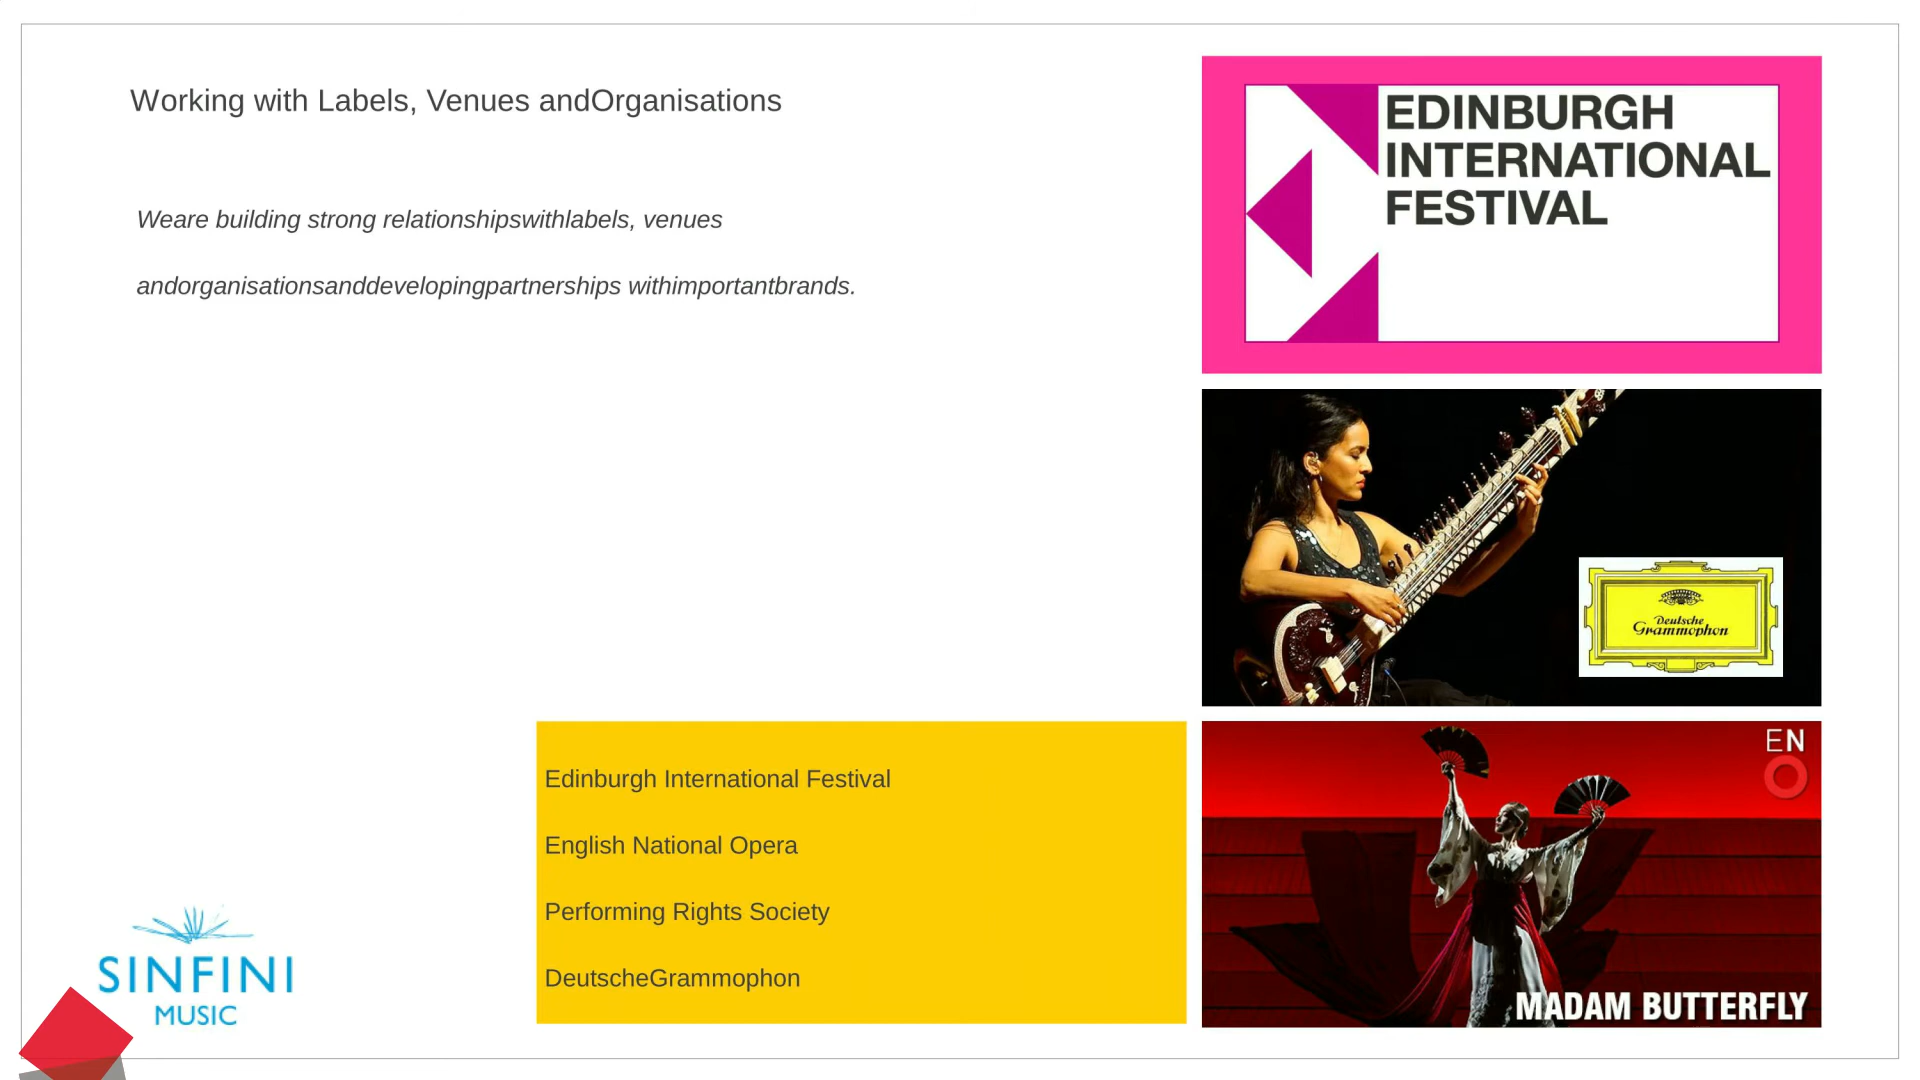 Working with Labels, Venues andOrganisations
Weare building strong relationshipswithlabels, venues
andorganisationsanddevelopingpartnerships withimportantbrands.
EDINBURGH
INTERNATIONAL
FESTIVAL
Deutsche
Grammophon
Edinburgh International Festival
English National Opera
Performing Rights Society
DeutscheGrammophon
EN
O
MADAM BUTTERFLY
SINFINI
MUSIC